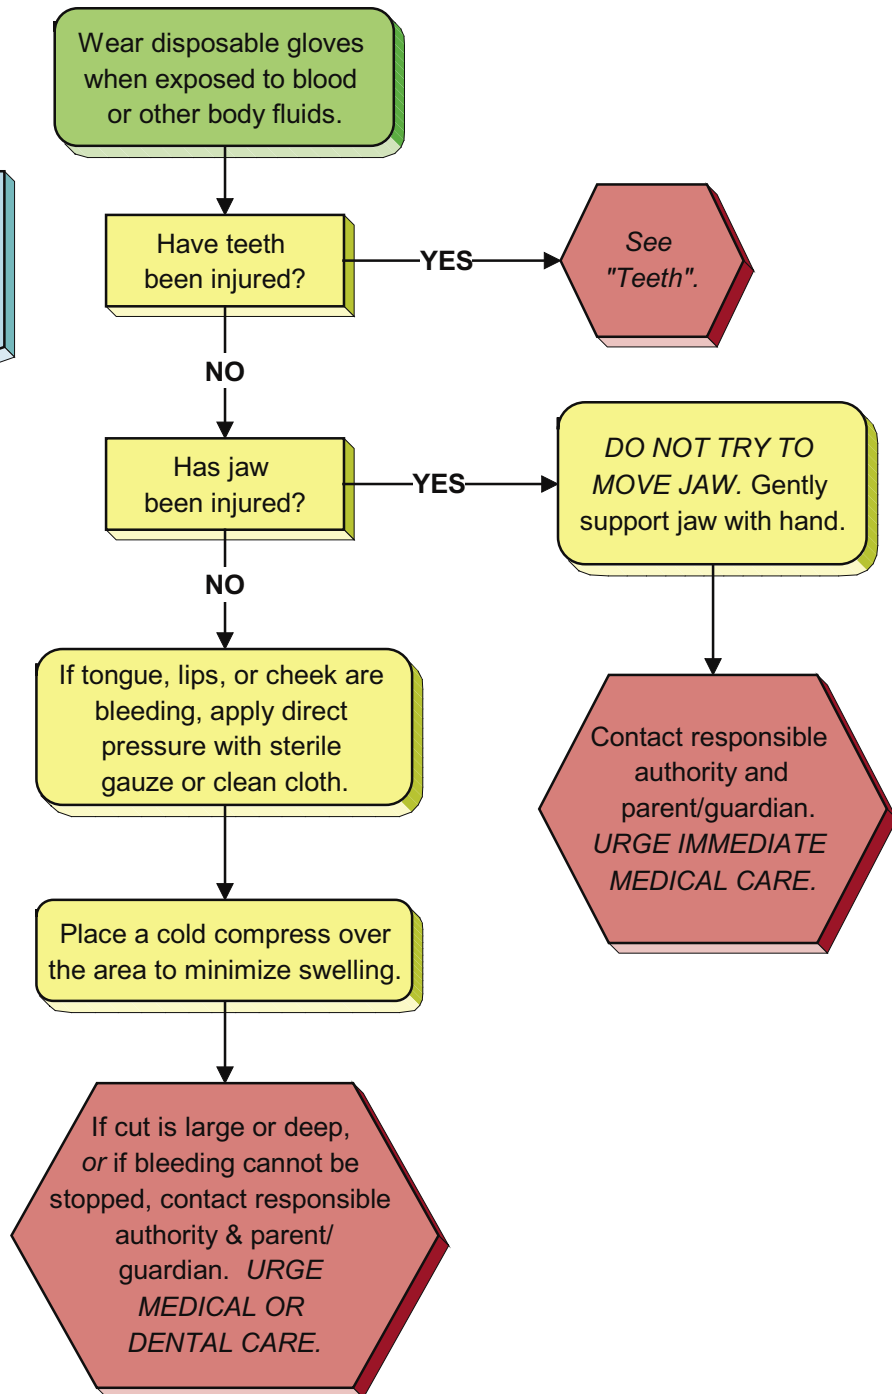 Wear disposable gloves
when exposed to blood
or other body fluids.
Have teeth
been injured?
YES
See
"Teeth".
NO
Has jaw
been injured?
YES
DO NOT TRY TO
MOVE JAW. Gently
support jaw with hand.
NO
If tongue, lips, or cheek are
bleeding, apply direct
pressure with sterile
gauze or clean cloth.
Contact responsible
authority and
parent/guardian.
URGE IMMEDIATE
MEDICAL CARE.
Place a cold compress over
the area to minimize swelling.
If cut is large or deep,
or if bleeding cannot be
stopped, contact responsible
authority & parent/
guardian. URGE
MEDICAL OR
DENTAL CARE.